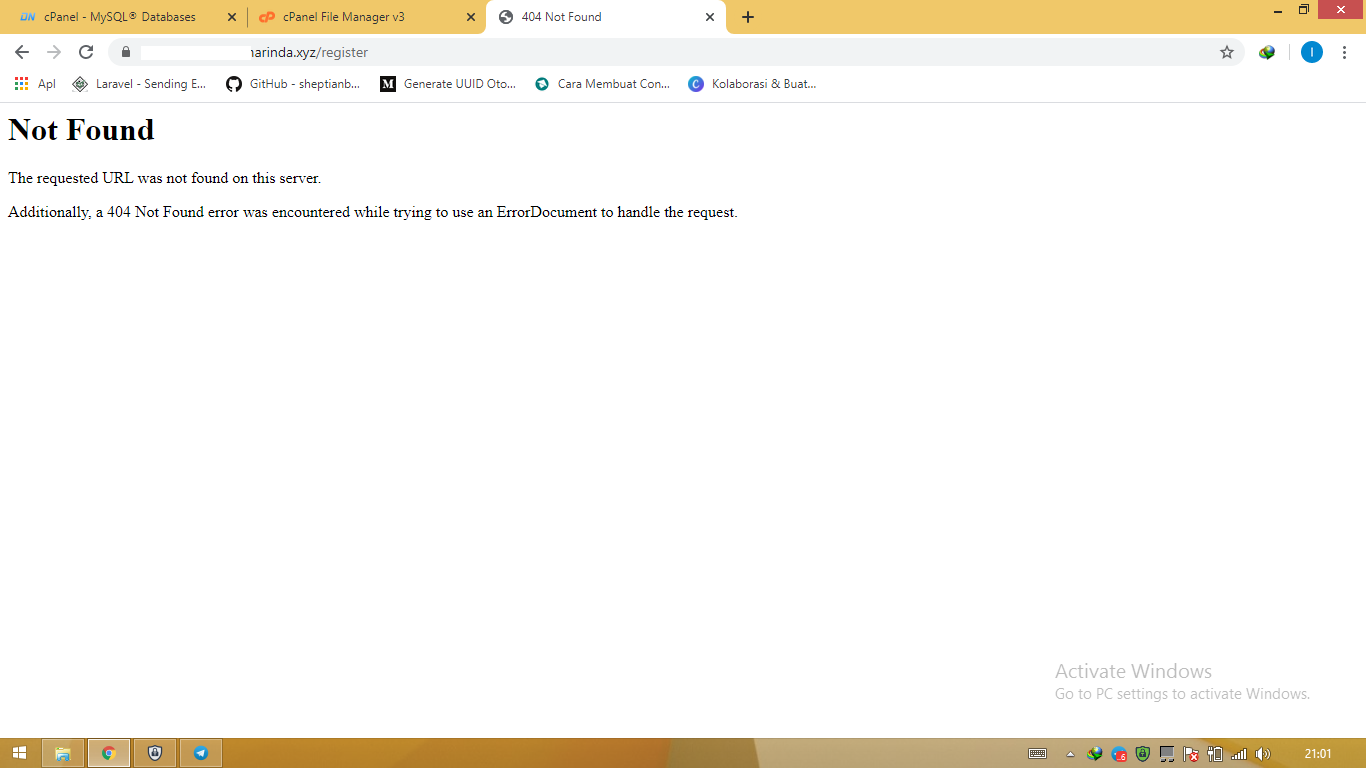 DN cPanel - MySQL® Databases
cP cPanel File Manager v3
404 Not Found
arinda.xyz/register
I
Apl
Laravel - Sending E...
GitHub - sheptianb...
M Generate UUID Oto...
Cara Membuat Con...
C Kolaborasi & Buat...
Not Found
The requested URL was not found on this server.
Additionally, a 404 Not Found error was encountered while trying to use an ErrorDocument to handle the request.
Activate Windows
Go to PC settings to activate Windows.
6
21:01